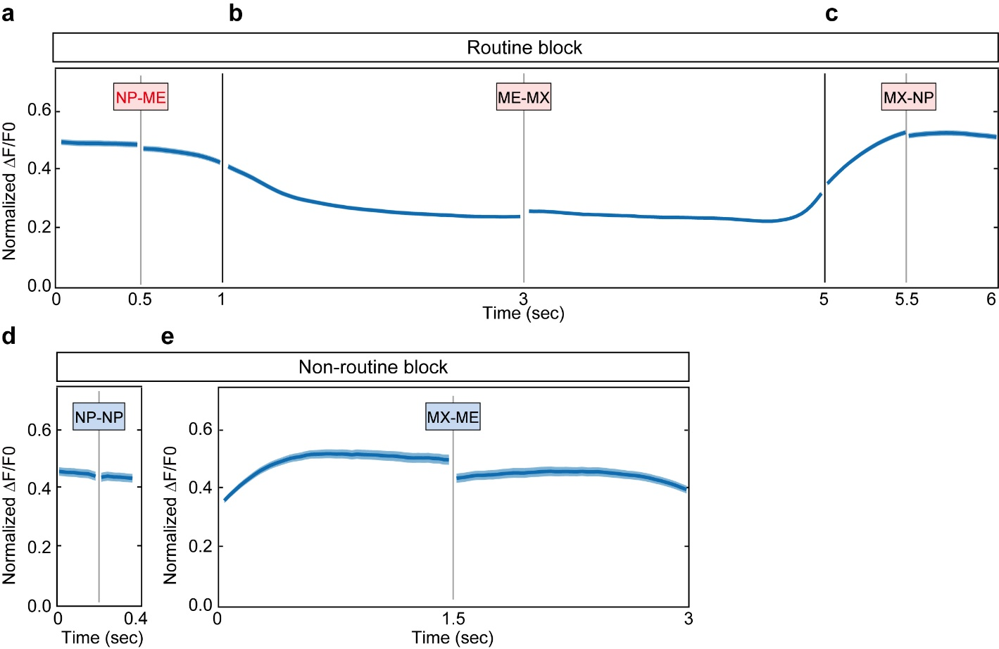 a b c
Routine block
NP-ME ME-MX MX-NP
Normalized ΔF/F0
0.6
0.4
0.2
0.0
0 0.5 1 3 5 5.5 6
Time (sec)
d e
Non-routine block
NP-NP MX-ME
Normalized ΔF/F0
0.6
0.4
0.2
0.0
0 0.4
Time (sec)
Normalized ΔF/F0
0.6
0.4
0.2
0.0
0 1.5 3
Time (sec)